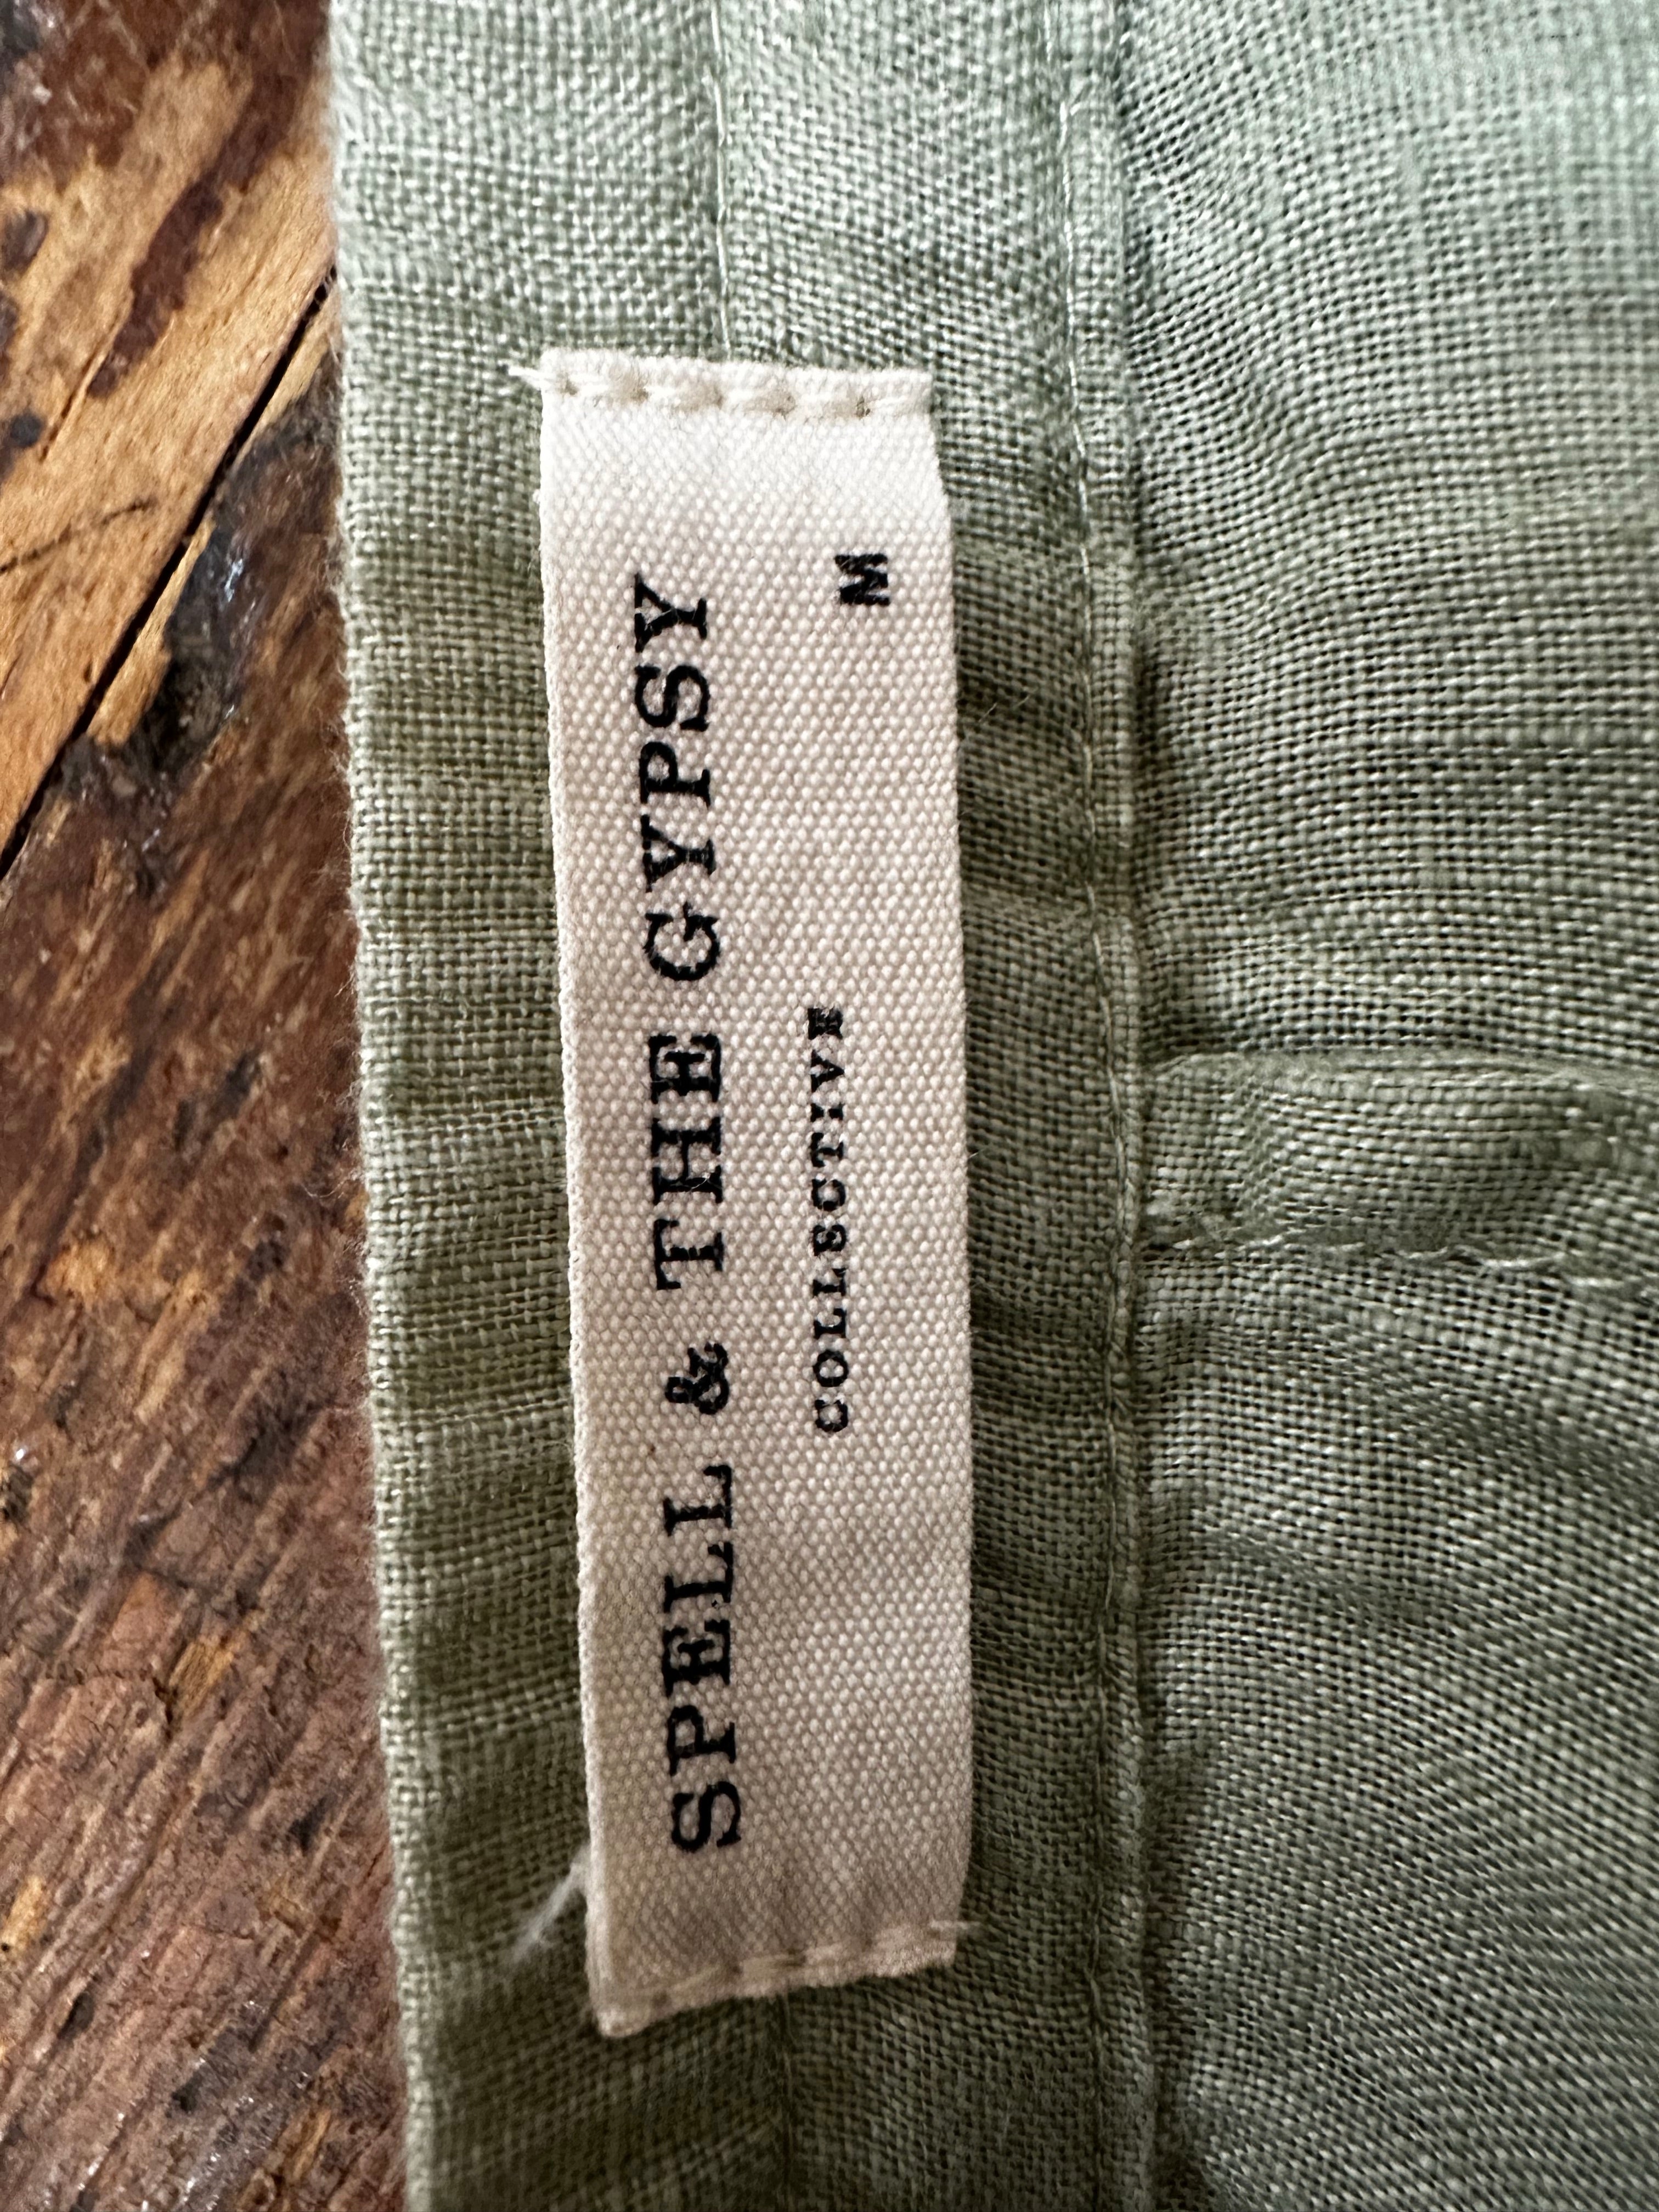 SPELL & THE GYPSY
COLLECTIVE
M